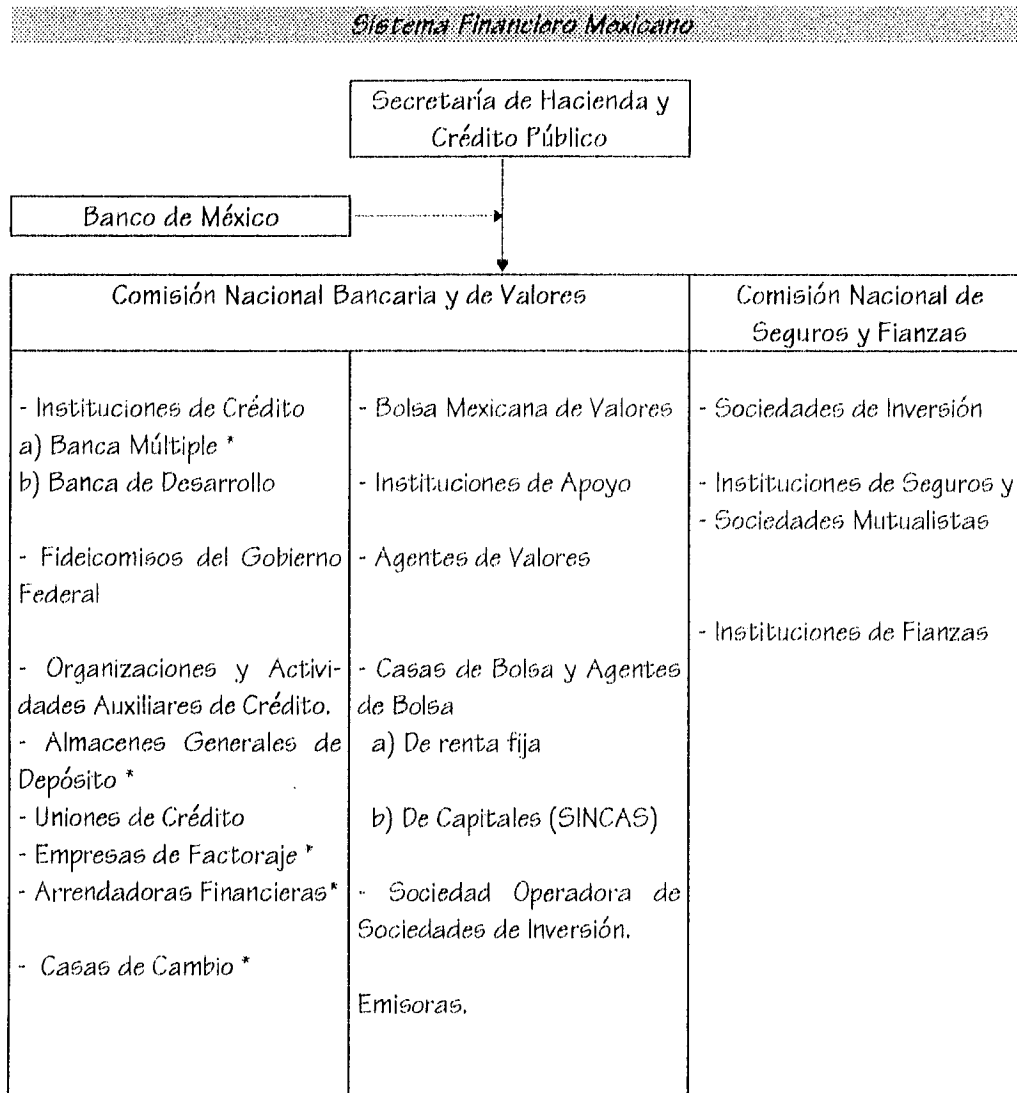 Sistema Financiero Mexicano
Secretaría de Hacienda y
Crédito Público
Banco de México
Comisión Nacional Bancaria y de Valores
Comisión Nacional de
Seguros y Fianzas
- Instituciones de Crédito
a) Banca Múltiple *
b) Banca de Desarrollo
- Fideicomisos del Gobierno
Federal
- Organizaciones y Activi-
dades Auxiliares de Crédito.
- Almacenes Generales de
Depósito *
- Uniones de Crédito
- Empresas de Factoraje *
- Arrendadoras Financieras*
- Casas de Cambio *
- Bolsa Mexicana de Valores
- Instituciones de Apoyo
- Agentes de Valores
- Casas de Bolsa y Agentes
de Bolsa
a) De renta fija
b) De Capitales (SINCAS)
- Sociedad Operadora de
Sociedades de Inversión.
Emisoras.
- Sociedades de Inversión
- Instituciones de Seguros y
- Sociedades Mutualistas
- Instituciones de Fianzas